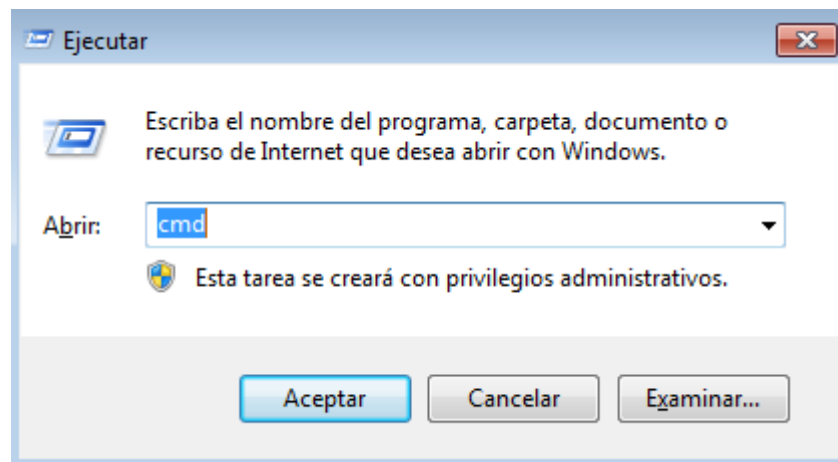 Ejecutar
Escriba el nombre del programa, carpeta, documento o
recurso de Internet que desea abrir con Windows.
Abrir: cmd
Esta tarea se creará con privilegios administrativos.
Aceptar Cancelar Examinar...